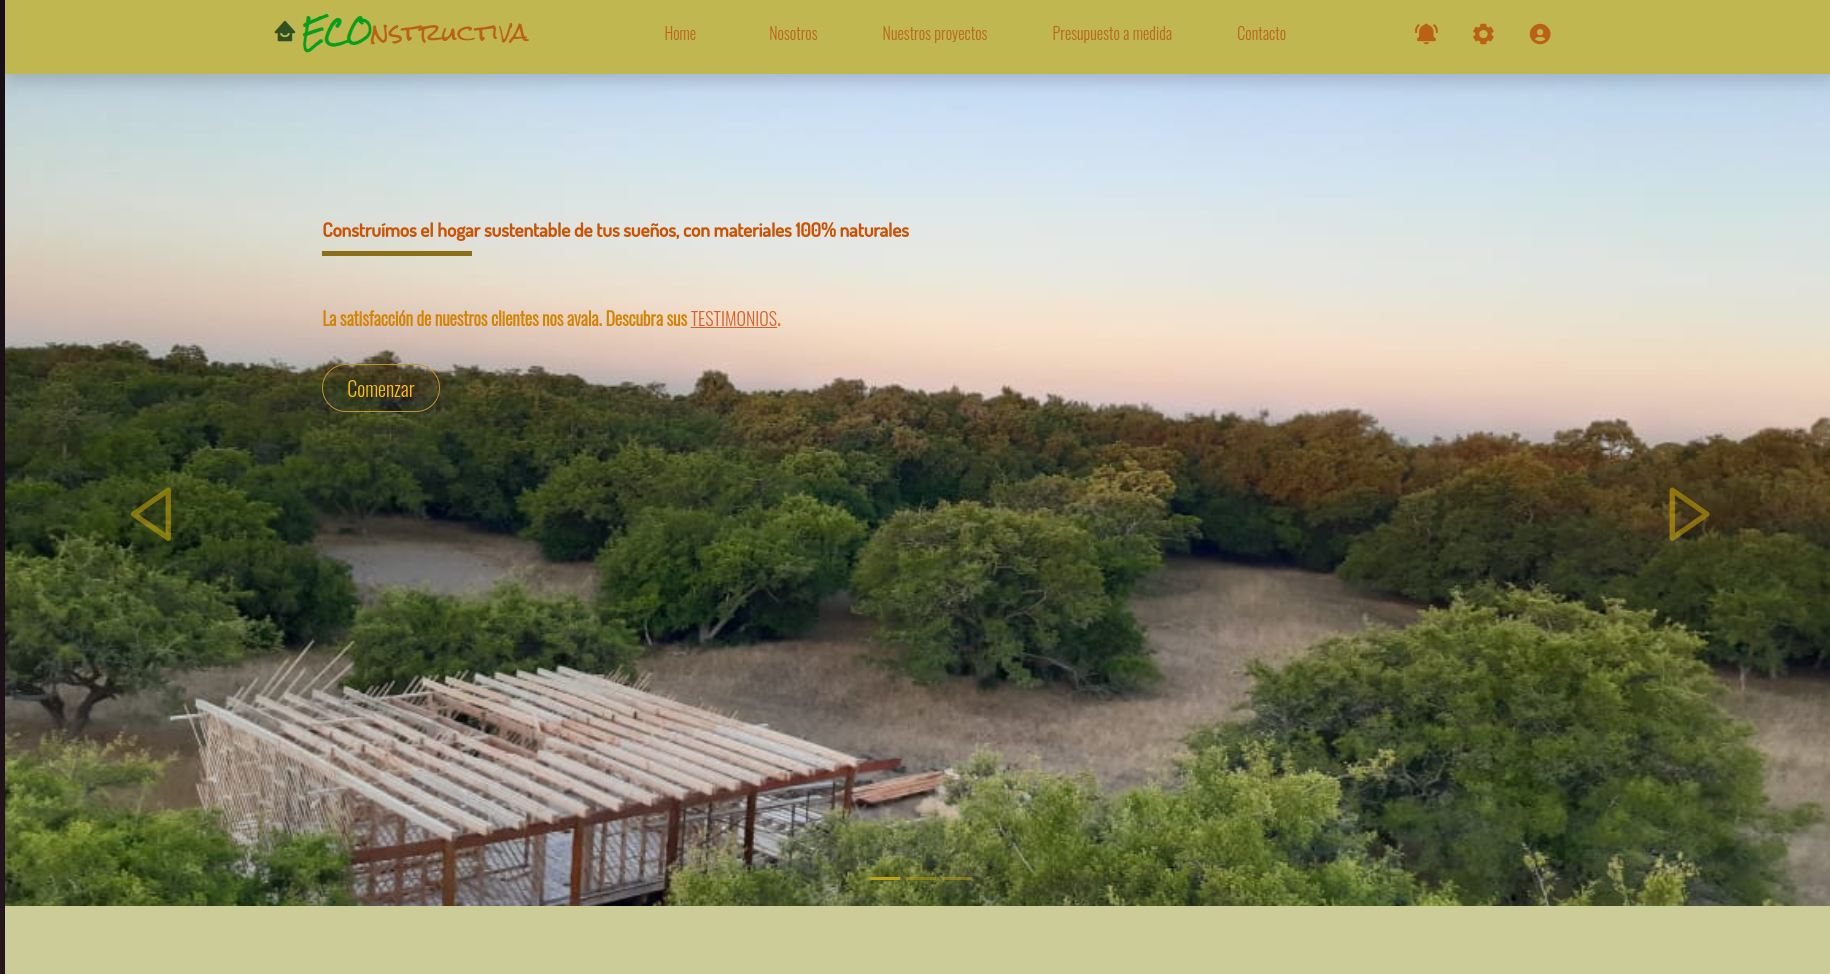 ECOnstructiva
Home Nosotros Nuestros proyectos Presupuesto a medida Contacto
Construímos el hogar sustentable de tus sueños, con materiales 100% naturales
La satisfacción de nuestros clientes nos avala. Descubra sus TESTIMONIOS.
Comenzar